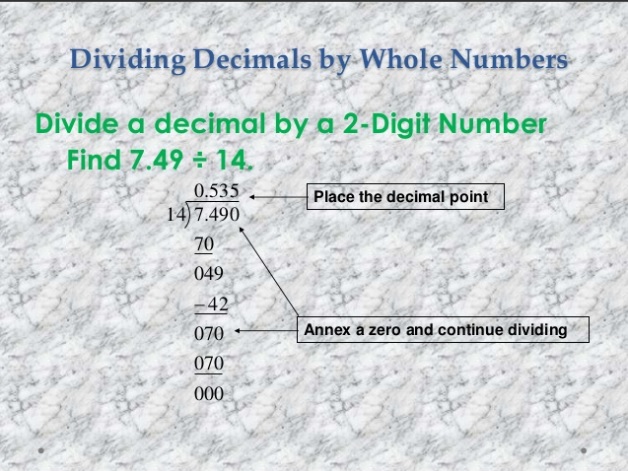 Dividing Decimals by Whole Numbers
Divide a decimal by a 2-Digit Number
Find 7.49 ÷ 14.
0.535
Place the decimal point
14)7.490
70
049
−42
070
Annex a zero and continue dividing
070
000